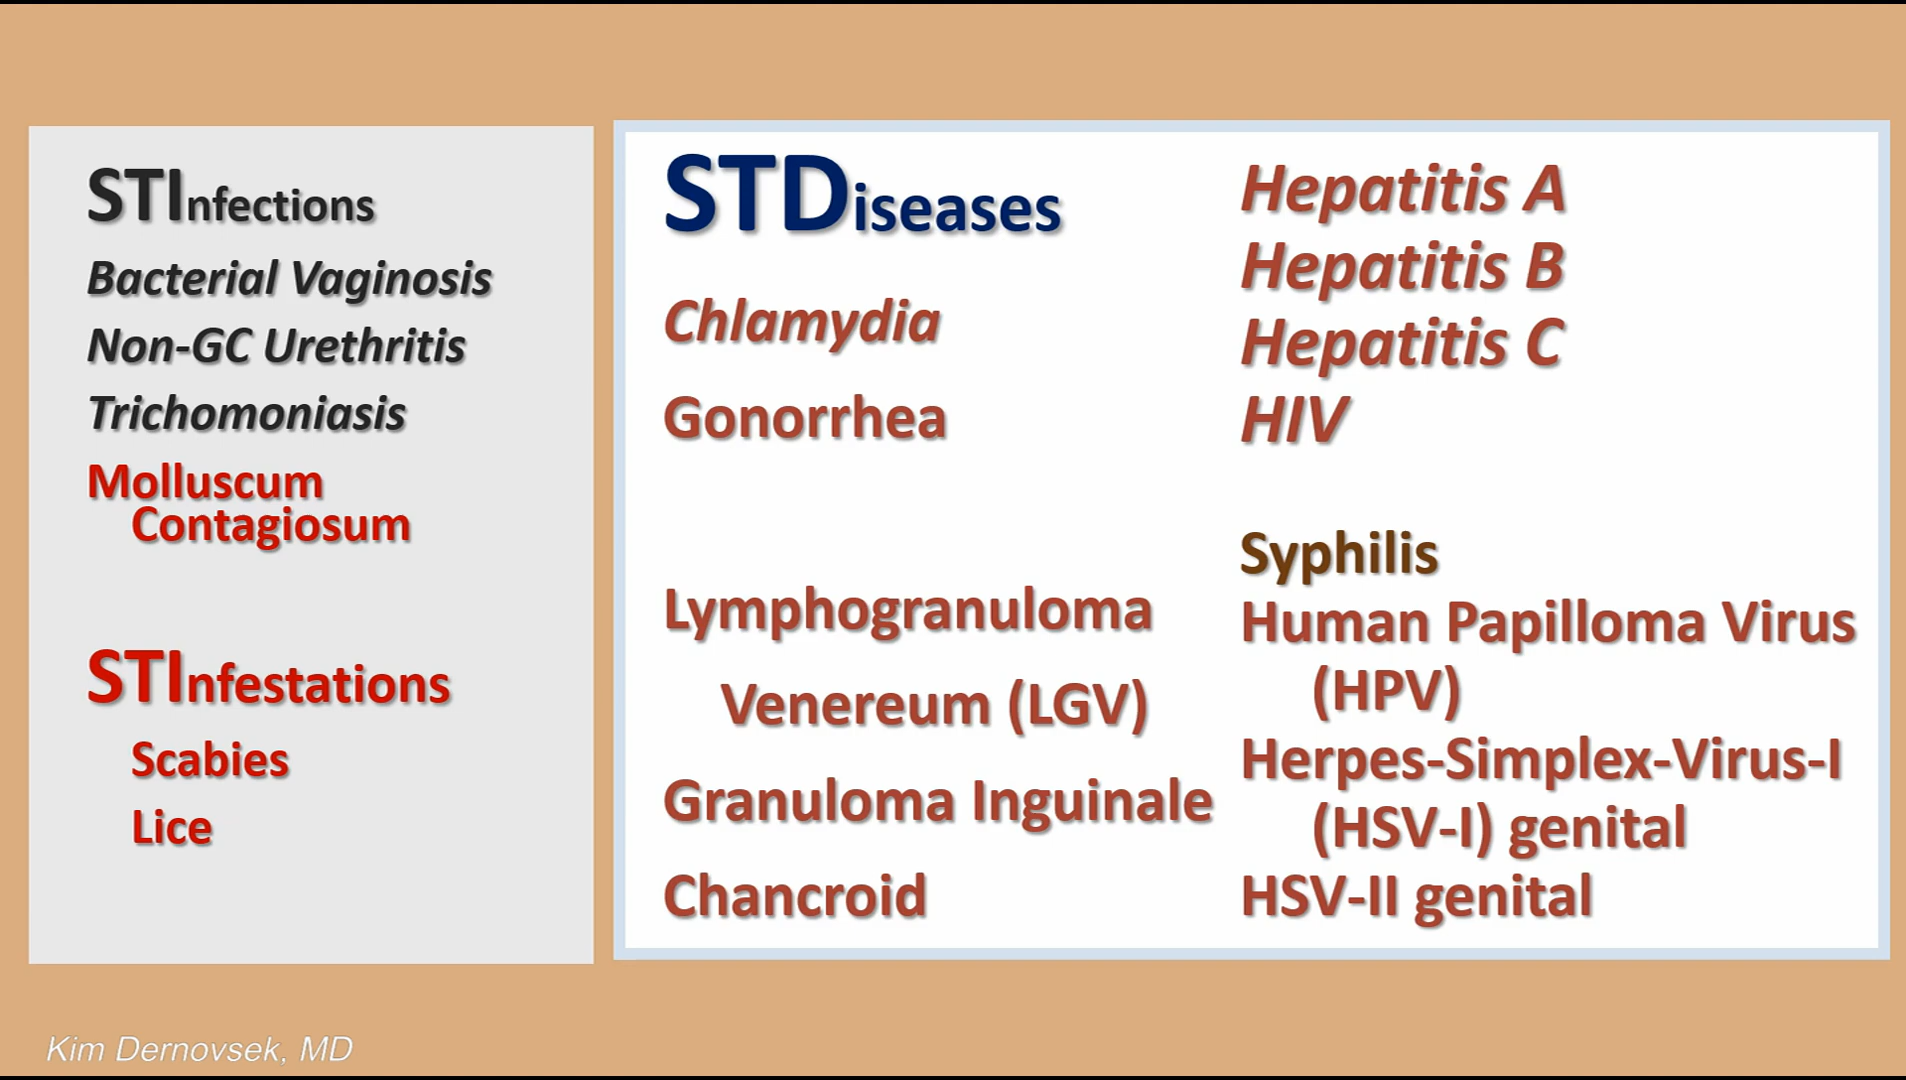 STInfections
Bacterial Vaginosis
Non-GC Urethritis
Trichomoniasis
Molluscum
Contagiosum
STInfestations
Scabies
Lice
STDiseases
Chlamydia
Gonorrhea
Lymphogranuloma
Venereum (LGV)
Granuloma Inguinale
Chancroid
Hepatitis A
Hepatitis B
Hepatitis C
HIV
Syphilis
Human Papilloma Virus
(HPV)
Herpes-Simplex-Virus-I
(HSV-I) genital
HSV-II genital
Kim Dernovsek, MD